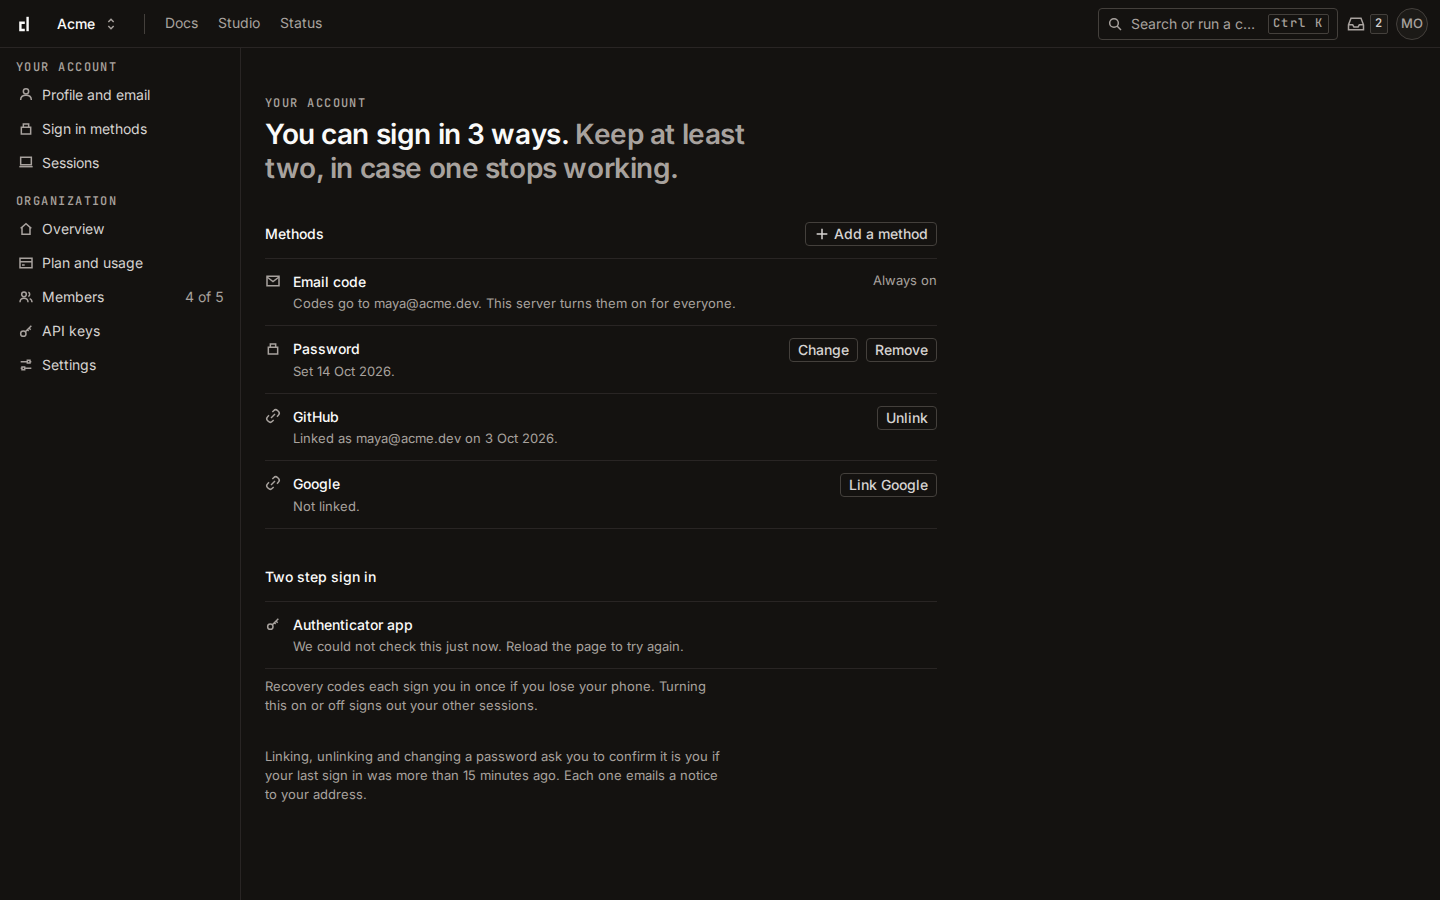 Acme
Docs
Studio
Status
Search or run a c...
Ctrl K
2
MO
YOUR ACCOUNT
Profile and email
Sign in methods
Sessions
ORGANIZATION
Overview
Plan and usage
Members
4 of 5
API keys
Settings
YOUR ACCOUNT
You can sign in 3 ways. Keep at least
two, in case one stops working.
Methods
Add a method
Email code
Always on
Codes go to maya@acme.dev. This server turns them on for everyone.
Password
Change
Remove
Set 14 Oct 2026.
GitHub
Unlink
Linked as maya@acme.dev on 3 Oct 2026.
Google
Link Google
Not linked.
Two step sign in
Authenticator app
We could not check this just now. Reload the page to try again.
Recovery codes each sign you in once if you lose your phone. Turning
this on or off signs out your other sessions.
Linking, unlinking and changing a password ask you to confirm it is you if
your last sign in was more than 15 minutes ago. Each one emails a notice
to your address.